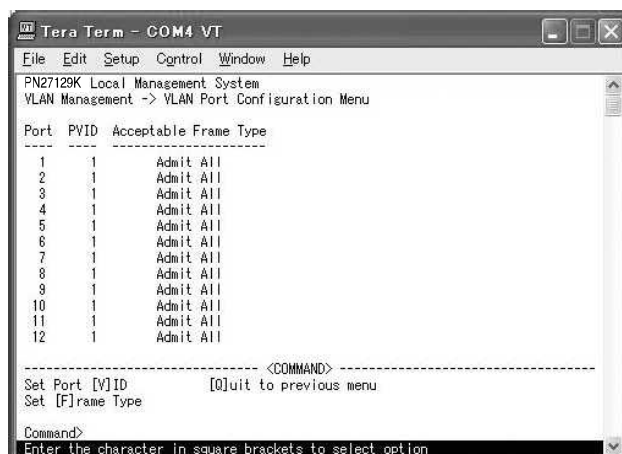 Tera Term - COM4 VT
File Edit Setup Control Window Help
PN27129K Local Management System
VLAN Management -> VLAN Port Configuration Menu
Port PVID Acceptable Frame Type
---- ---- ---------------------
1 1 Admit All
2 1 Admit All
3 1 Admit All
4 1 Admit All
5 1 Admit All
6 1 Admit All
7 1 Admit All
8 1 Admit All
9 1 Admit All
10 1 Admit All
11 1 Admit All
12 1 Admit All
-------------------------------- <COMMAND> -----------------------------------
Set Port [V]ID [Q]uit to previous menu
Set [F]rame Type
Command>
Enter the character in square brackets to select option